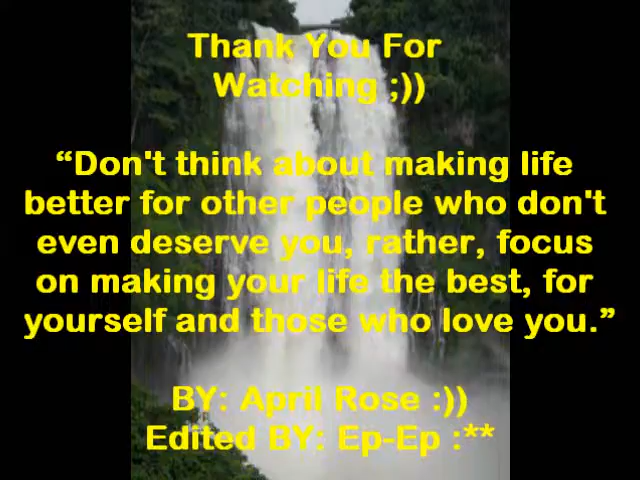 Thank You For
Watching ;))
“Don't think about making life
better for other people who don't
even deserve you, rather, focus
on making your life the best, for
yourself and those who love you.”
BY: April Rose :))
Edited BY: Ep-Ep :**